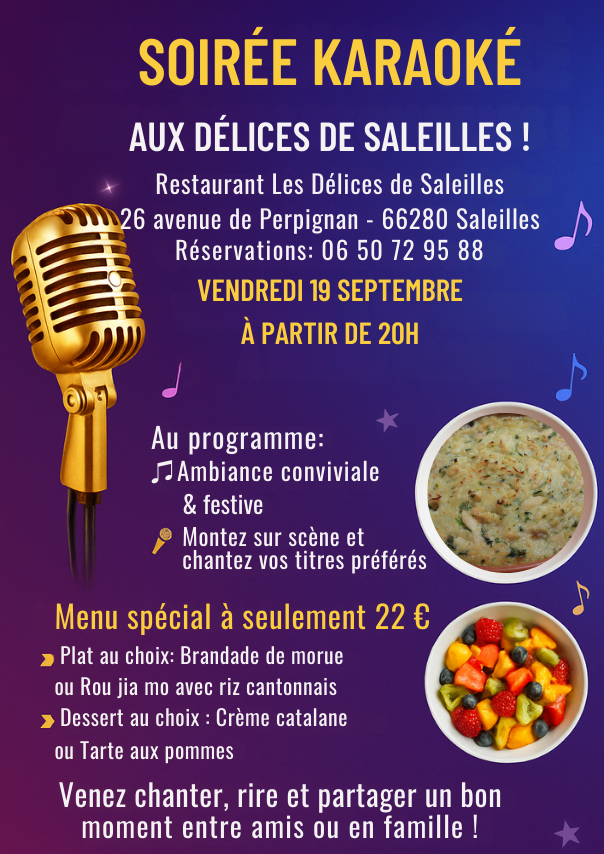 SOIRÉE KARAOKÉ
AUX DÉLICES DE SALEILLES !
Restaurant Les Délices de Saleilles
26 avenue de Perpignan - 66280 Saleilles
Réservations: 06 50 72 95 88
VENDREDI 19 SEPTEMBRE
À PARTIR DE 20H
Au programme:
Ambiance conviviale
& festive
Montez sur scène et
chantez vos titres préférés
Menu spécial à seulement 22 €
Plat au choix: Brandade de morue
ou Rou jia mo avec riz cantonnais
Dessert au choix : Crème catalane
ou Tarte aux pommes
Venez chanter, rire et partager un bon
moment entre amis ou en famille !